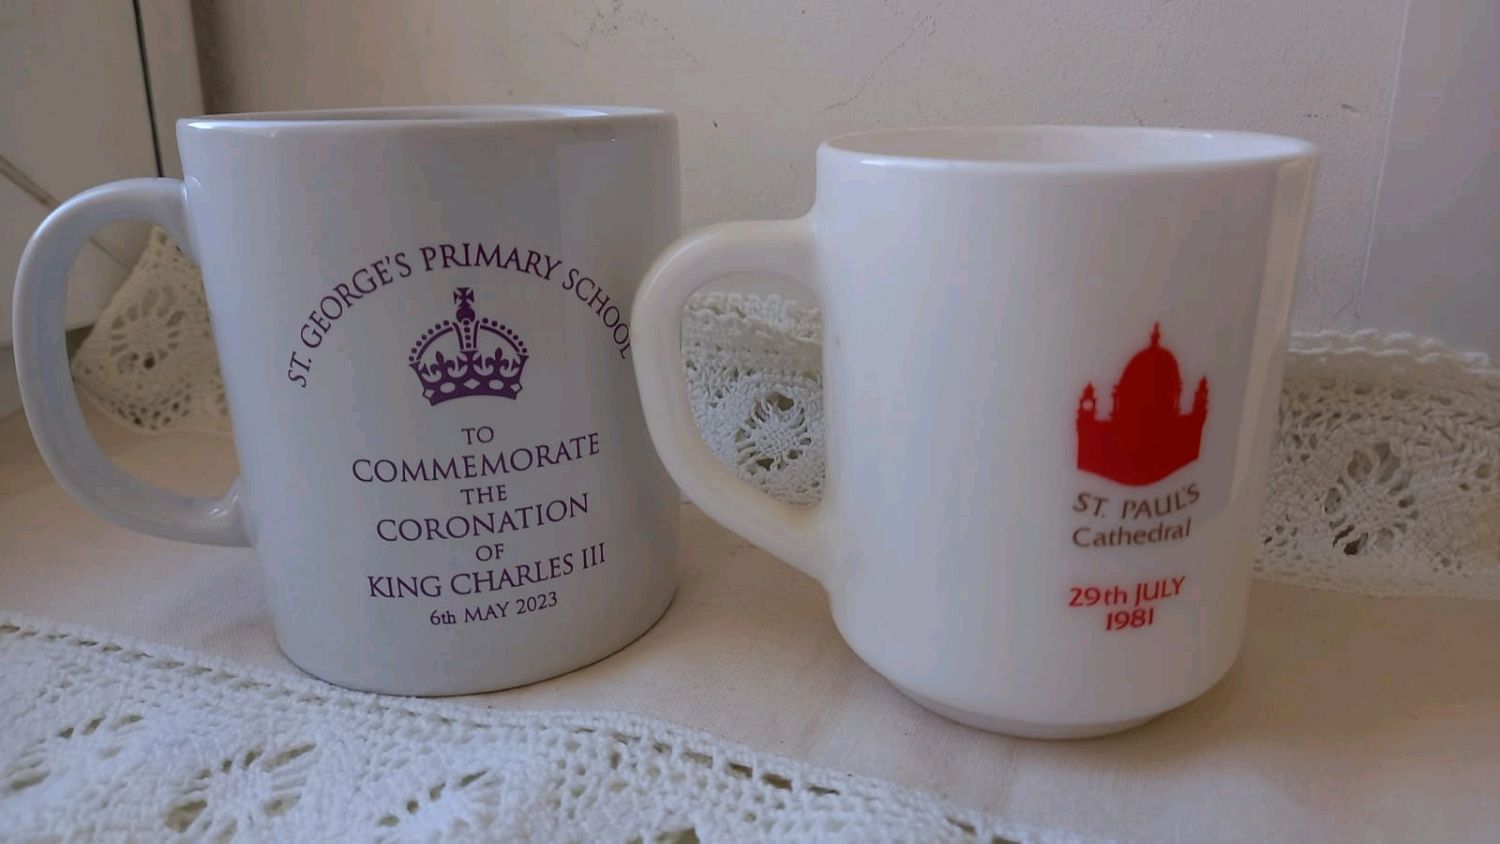 ST. GEORGE'S PRIMARY SCHOOL
TO
COMMEMORATE
THE
CORONATION
OF
KING CHARLES III
6th MAY 2023
ST. PAUL'S
Cathedral
29th JULY
1981